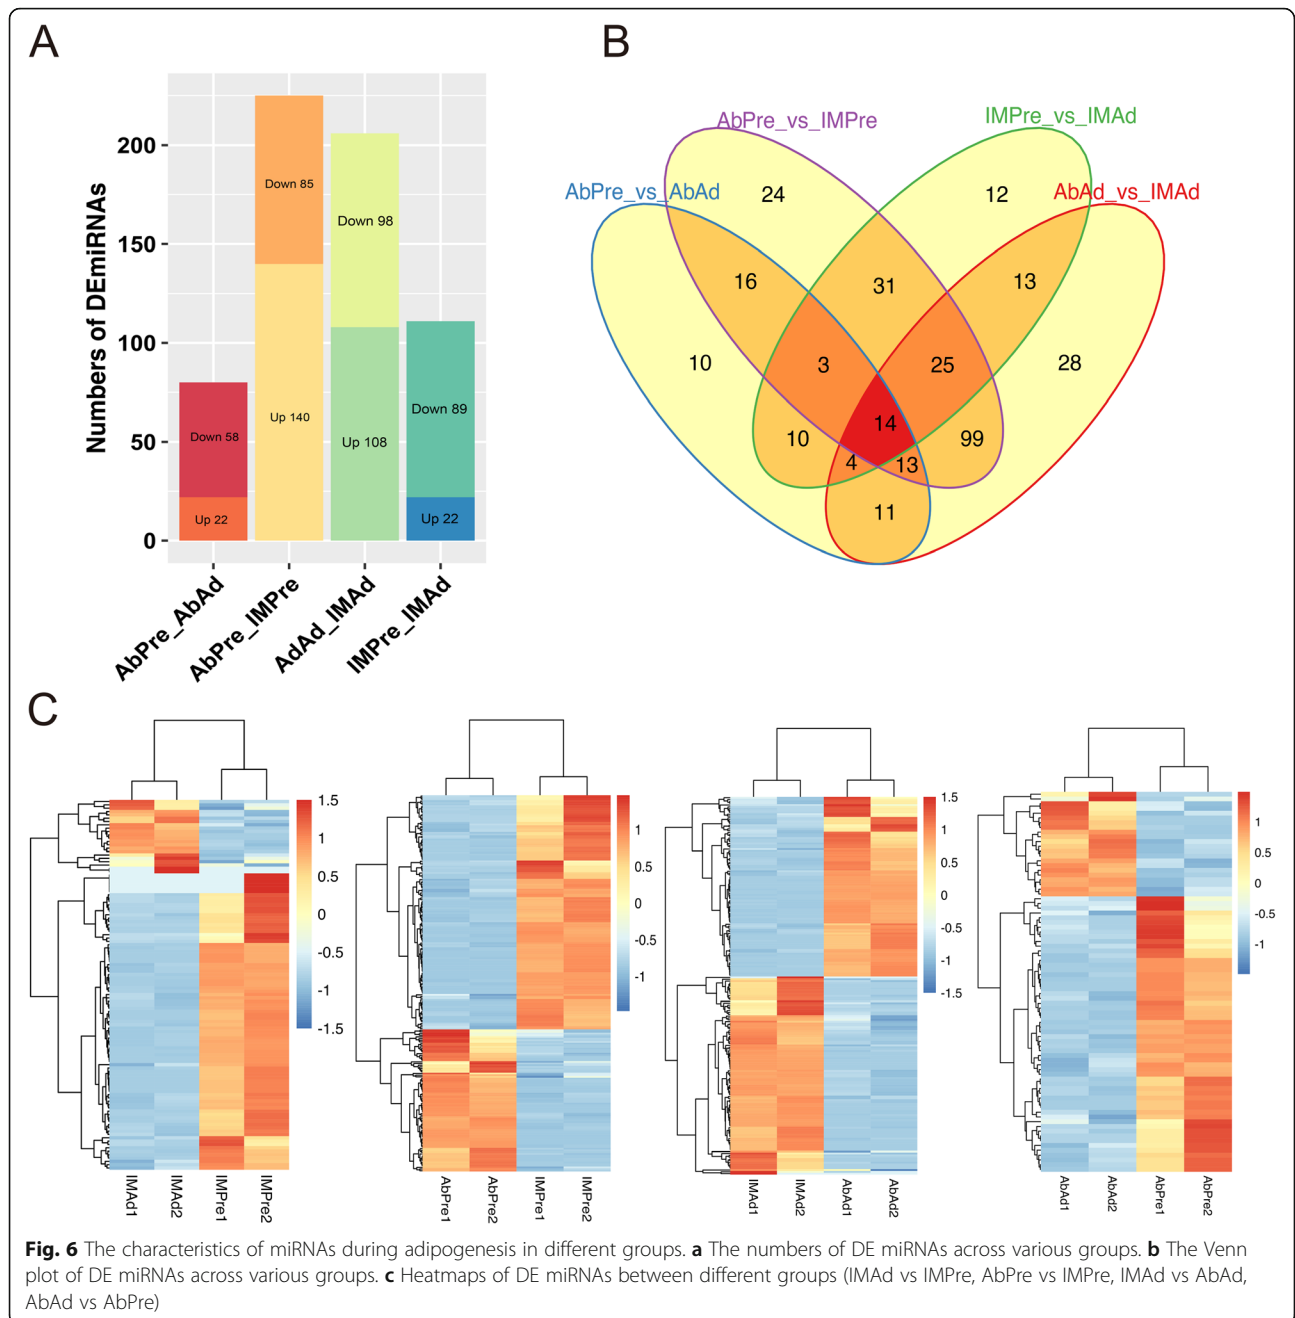 A
Numbers of DEmiRNAs
200
150
100
50
0
Down 58
Up 22
Down 85
Up 140
Down 98
Up 108
Down 89
Up 22
AbPre_AbAd
AbPre_IMPre
AdAd_IMAd
IMPre_IMAd
B
AbPre_vs_IMPre
IMPre_vs_IMAd
AbPre_vs_AbAd
AbAd_vs_IMAd
24
12
16
31
13
10
3
25
28
14
10
99
4
13
11
C
1.5
1
0.5
0
-0.5
-1
-1.5
IMAd1
IMAd2
IMPre1
IMPre2
1
0.5
0
-0.5
-1
AbPre1
AbPre2
IMPre1
IMPre2
1.5
1
0.5
0
-0.5
-1
-1.5
IMAd1
IMAd2
AbAd1
AbAd2
1
0.5
0
-0.5
-1
AbAd1
AbAd2
AbPre1
AbPre2
Fig. 6 The characteristics of miRNAs during adipogenesis in different groups. a The numbers of DE miRNAs across various groups. b The Venn
plot of DE miRNAs across various groups. c Heatmaps of DE miRNAs between different groups (IMAd vs IMPre, AbPre vs IMPre, IMAd vs AbAd,
AbAd vs AbPre)